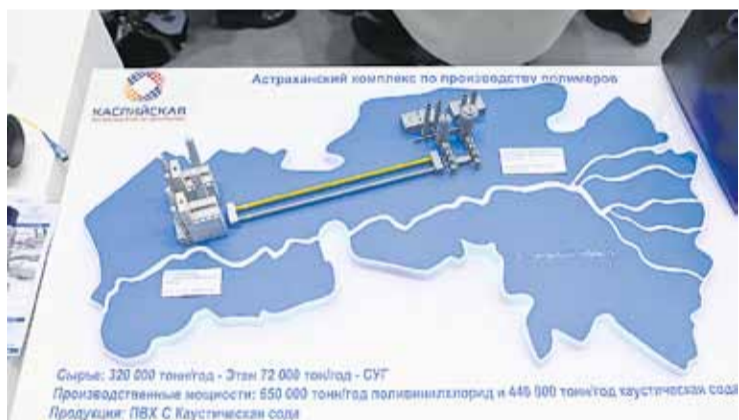 Астраханский комплекс по производству полимеров
КАСПИЙСКАЯ
Сырье: 320 000 тонн/год - Этан 72 000 тон/год - СУГ
Производственные мощности: 650 000 тонн/год поливинилхлорид и 446 000 тонн/год каустическая сода
Продукция: ПВХ С Каустическая сода